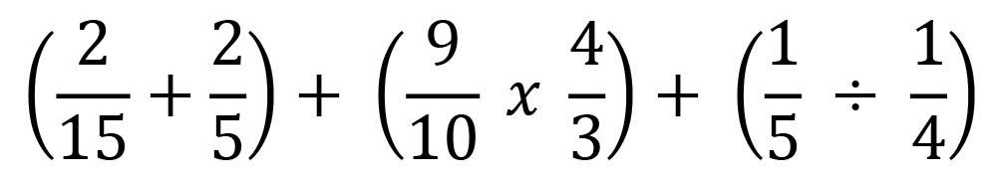 (2/15 + 2/5) + (9/10 x 4/3) + (1/5 ÷ 1/4)